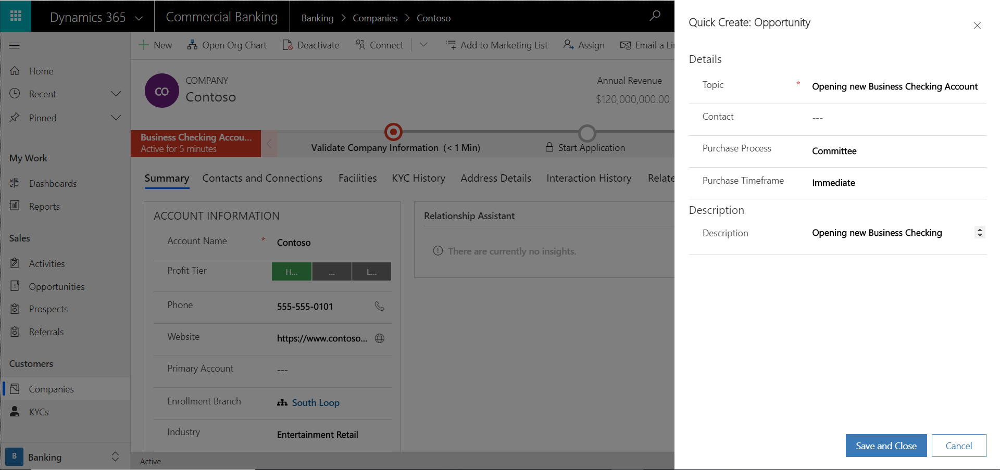 Dynamics 365
Commercial Banking
Banking > Companies > Contoso
New
Open Org Chart
Deactivate
Connect
Add to Marketing List
Assign
Email a Li
Home
Recent
Pinned
My Work
Dashboards
Reports
Sales
Activities
Opportunities
Prospects
Referrals
Customers
Companies
KYCs
B
Banking
CO
COMPANY
Contoso
Annual Revenue
$120,000,000.00
Business Checking Accou...
Active for 5 minutes
Validate Company Information (< 1 Min)
Start Application
Summary
Contacts and Connections
Facilities
KYC History
Address Details
Interaction History
Relate
ACCOUNT INFORMATION
Account Name * Contoso
Profit Tier H... ... L...
Phone 555-555-0101
Website https://www.contoso...
Primary Account ---
Enrollment Branch South Loop
Industry Entertainment Retail
Relationship Assistant
There are currently no insights.
Active
Quick Create: Opportunity
Details
Topic * Opening new Business Checking Account
Contact ---
Purchase Process Committee
Purchase Timeframe Immediate
Description
Description Opening new Business Checking
Save and Close
Cancel